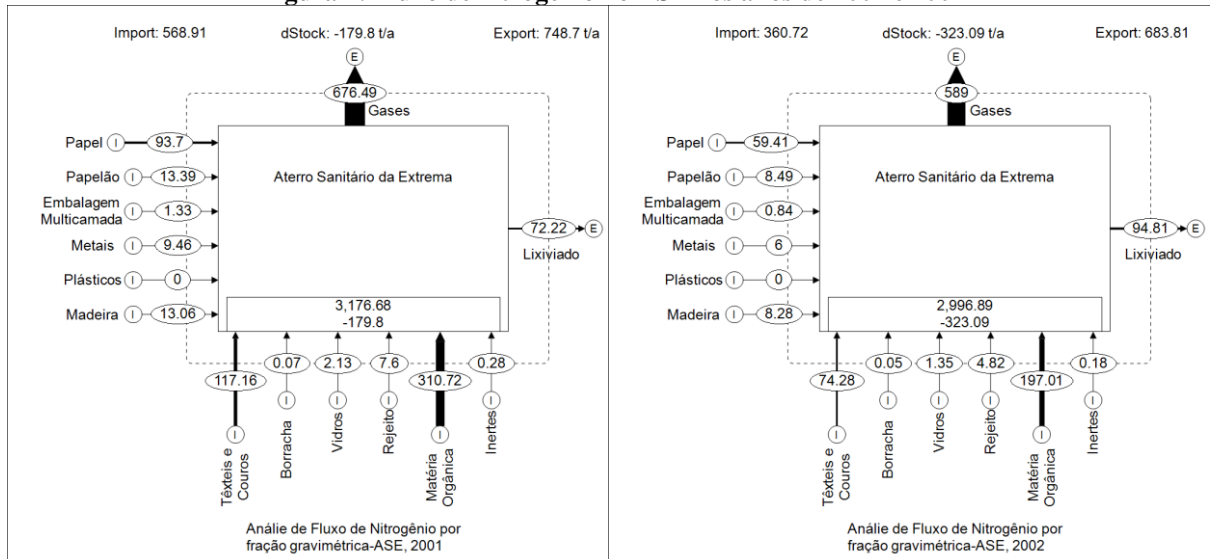 Import: 568.91
dStock: -179.8 t/a
Export: 748.7 t/a
E
676.49
Gases
Papel I 93.7
Papelão I 13.39
Embalagem
Multicamada I 1.33
Metais I 9.46
Plásticos I 0
Madeira I 13.06
Aterro Sanitário da Extrema
72.22 E
Lixiviado
3,176.68
-179.8
117.16
0.07
2.13
7.6
310.72
0.28
I
I
I
I
I
I
Têxteis e
Couros
Borracha
Vidros
Rejeito
Matéria
Orgânica
Inertes
Análie de Fluxo de Nitrogênio por
fração gravimétrica-ASE, 2001
Import: 360.72
dStock: -323.09 t/a
Export: 683.81
E
589
Gases
Papel I 59.41
Papelão I 8.49
Embalagem
Multicamada I 0.84
Metais I 6
Plásticos I 0
Madeira I 8.28
Aterro Sanitário da Extrema
94.81 E
Lixiviado
2,996.89
-323.09
74.28
0.05
1.35
4.82
197.01
0.18
I
I
I
I
I
I
Têxteis e
Couros
Borracha
Vidros
Rejeito
Matéria
Orgânica
Inertes
Análie de Fluxo de Nitrogênio por
fração gravimétrica-ASE, 2002